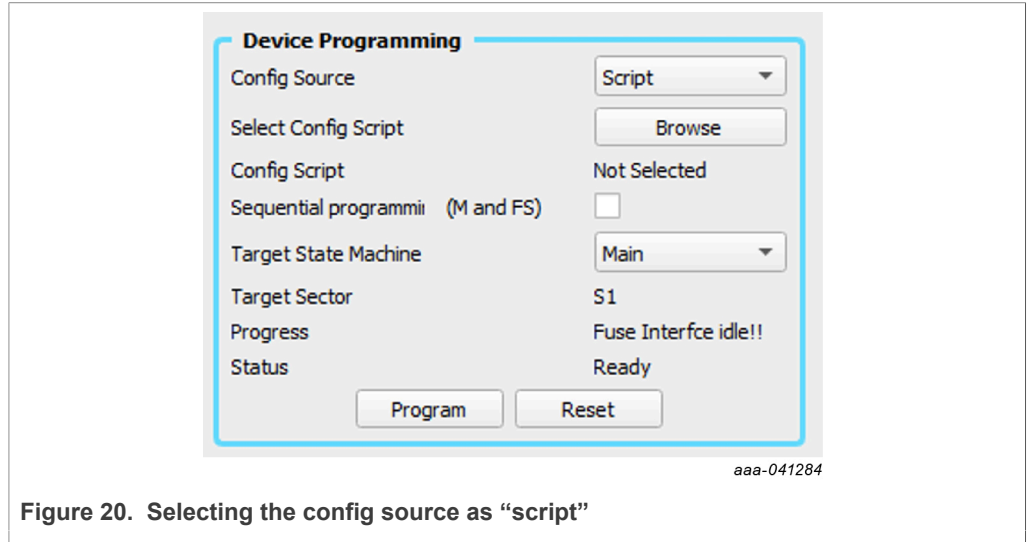 Device Programming
Config Source Script
Select Config Script Browse
Config Script Not Selected
Sequential programmi (M and FS)
Target State Machine Main
Target Sector S1
Progress Fuse Interfce idle!!
Status Ready
Program Reset
aaa-041284
Figure 20. Selecting the config source as “script”